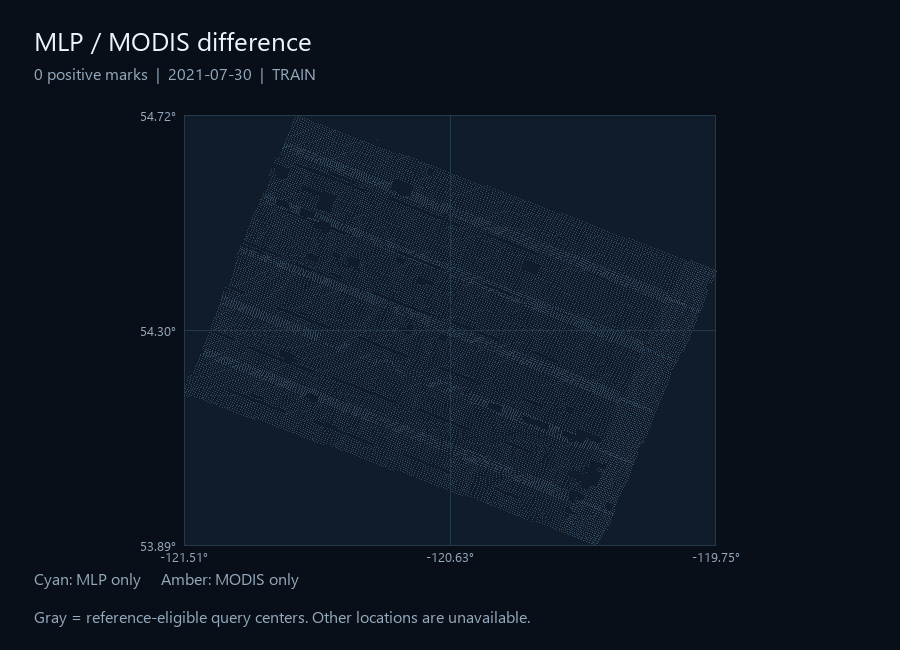 MLP / MODIS difference
0 positive marks | 2021-07-30 | TRAIN
54.72°
54.30°
53.89°
-121.51° -120.63° -119.75°
Cyan: MLP only Amber: MODIS only
Gray = reference-eligible query centers. Other locations are unavailable.